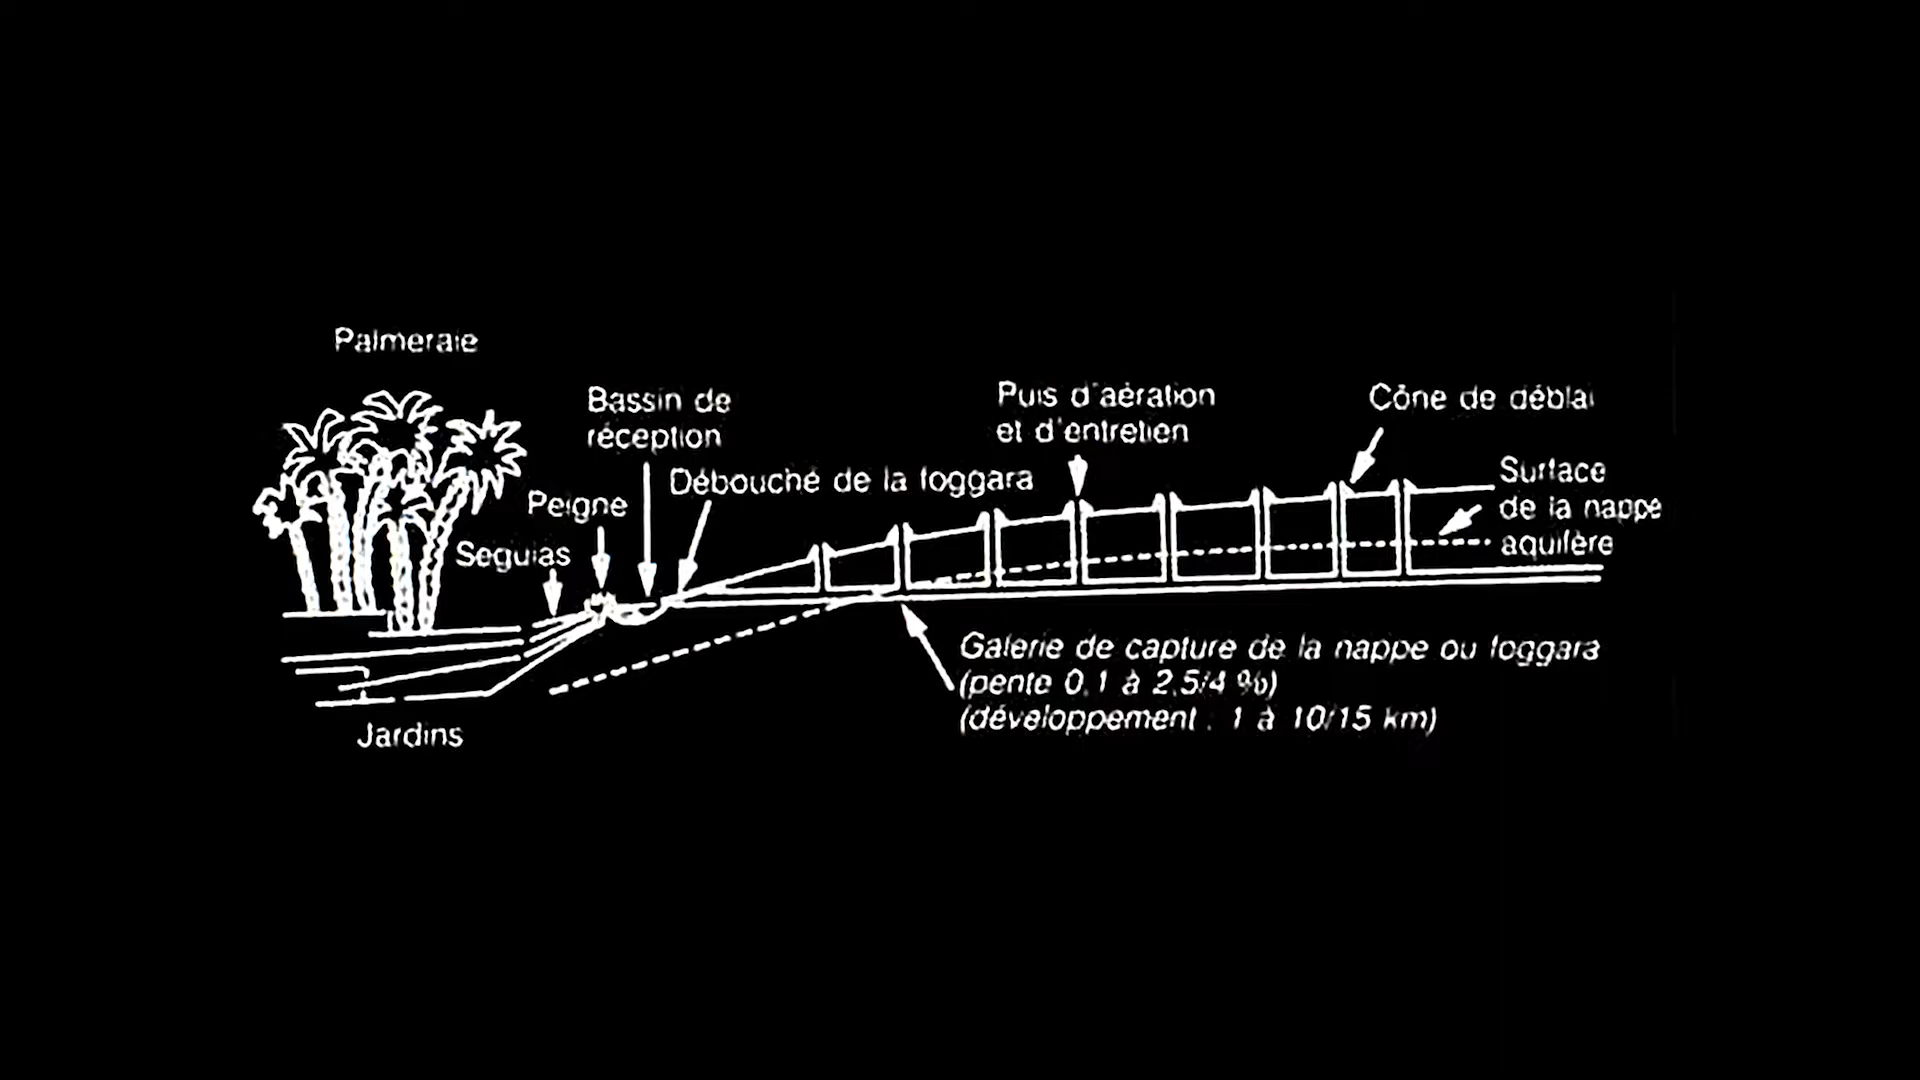 Palmeraie
Bassin de
réception
Débouché de la foggara
Peigne
Seguias
Puis d'aération
et d'entretien
Cône de déblai
Surface
de la nappe
aquifère
Galerie de capture de la nappe ou foggara
(pente 0,1 à 2,5/4 %)
(développement : 1 à 10/15 km)
Jardins